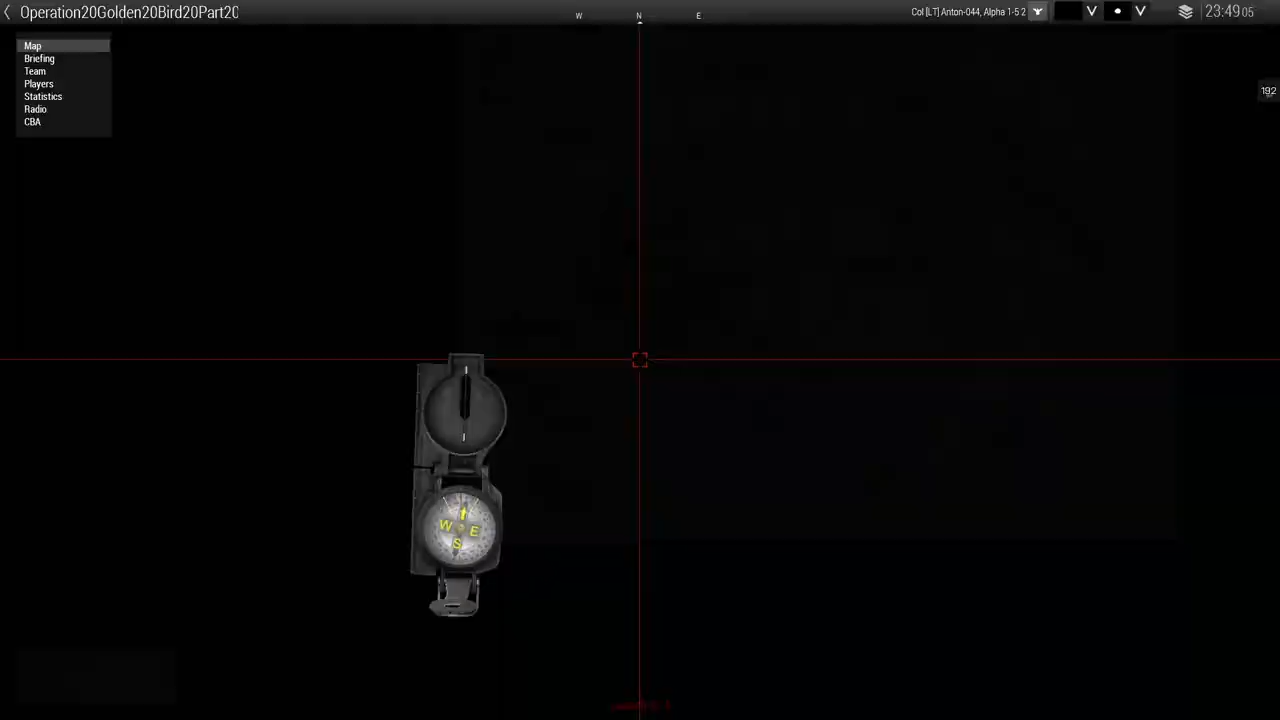 Operation20Golden20Bird20Part20
W N E
Col [LT] Anton-044, Alpha 1-5 2
23:49 05
Map
Briefing
Team
Players
Statistics
Radio
CBA
192
W E
S